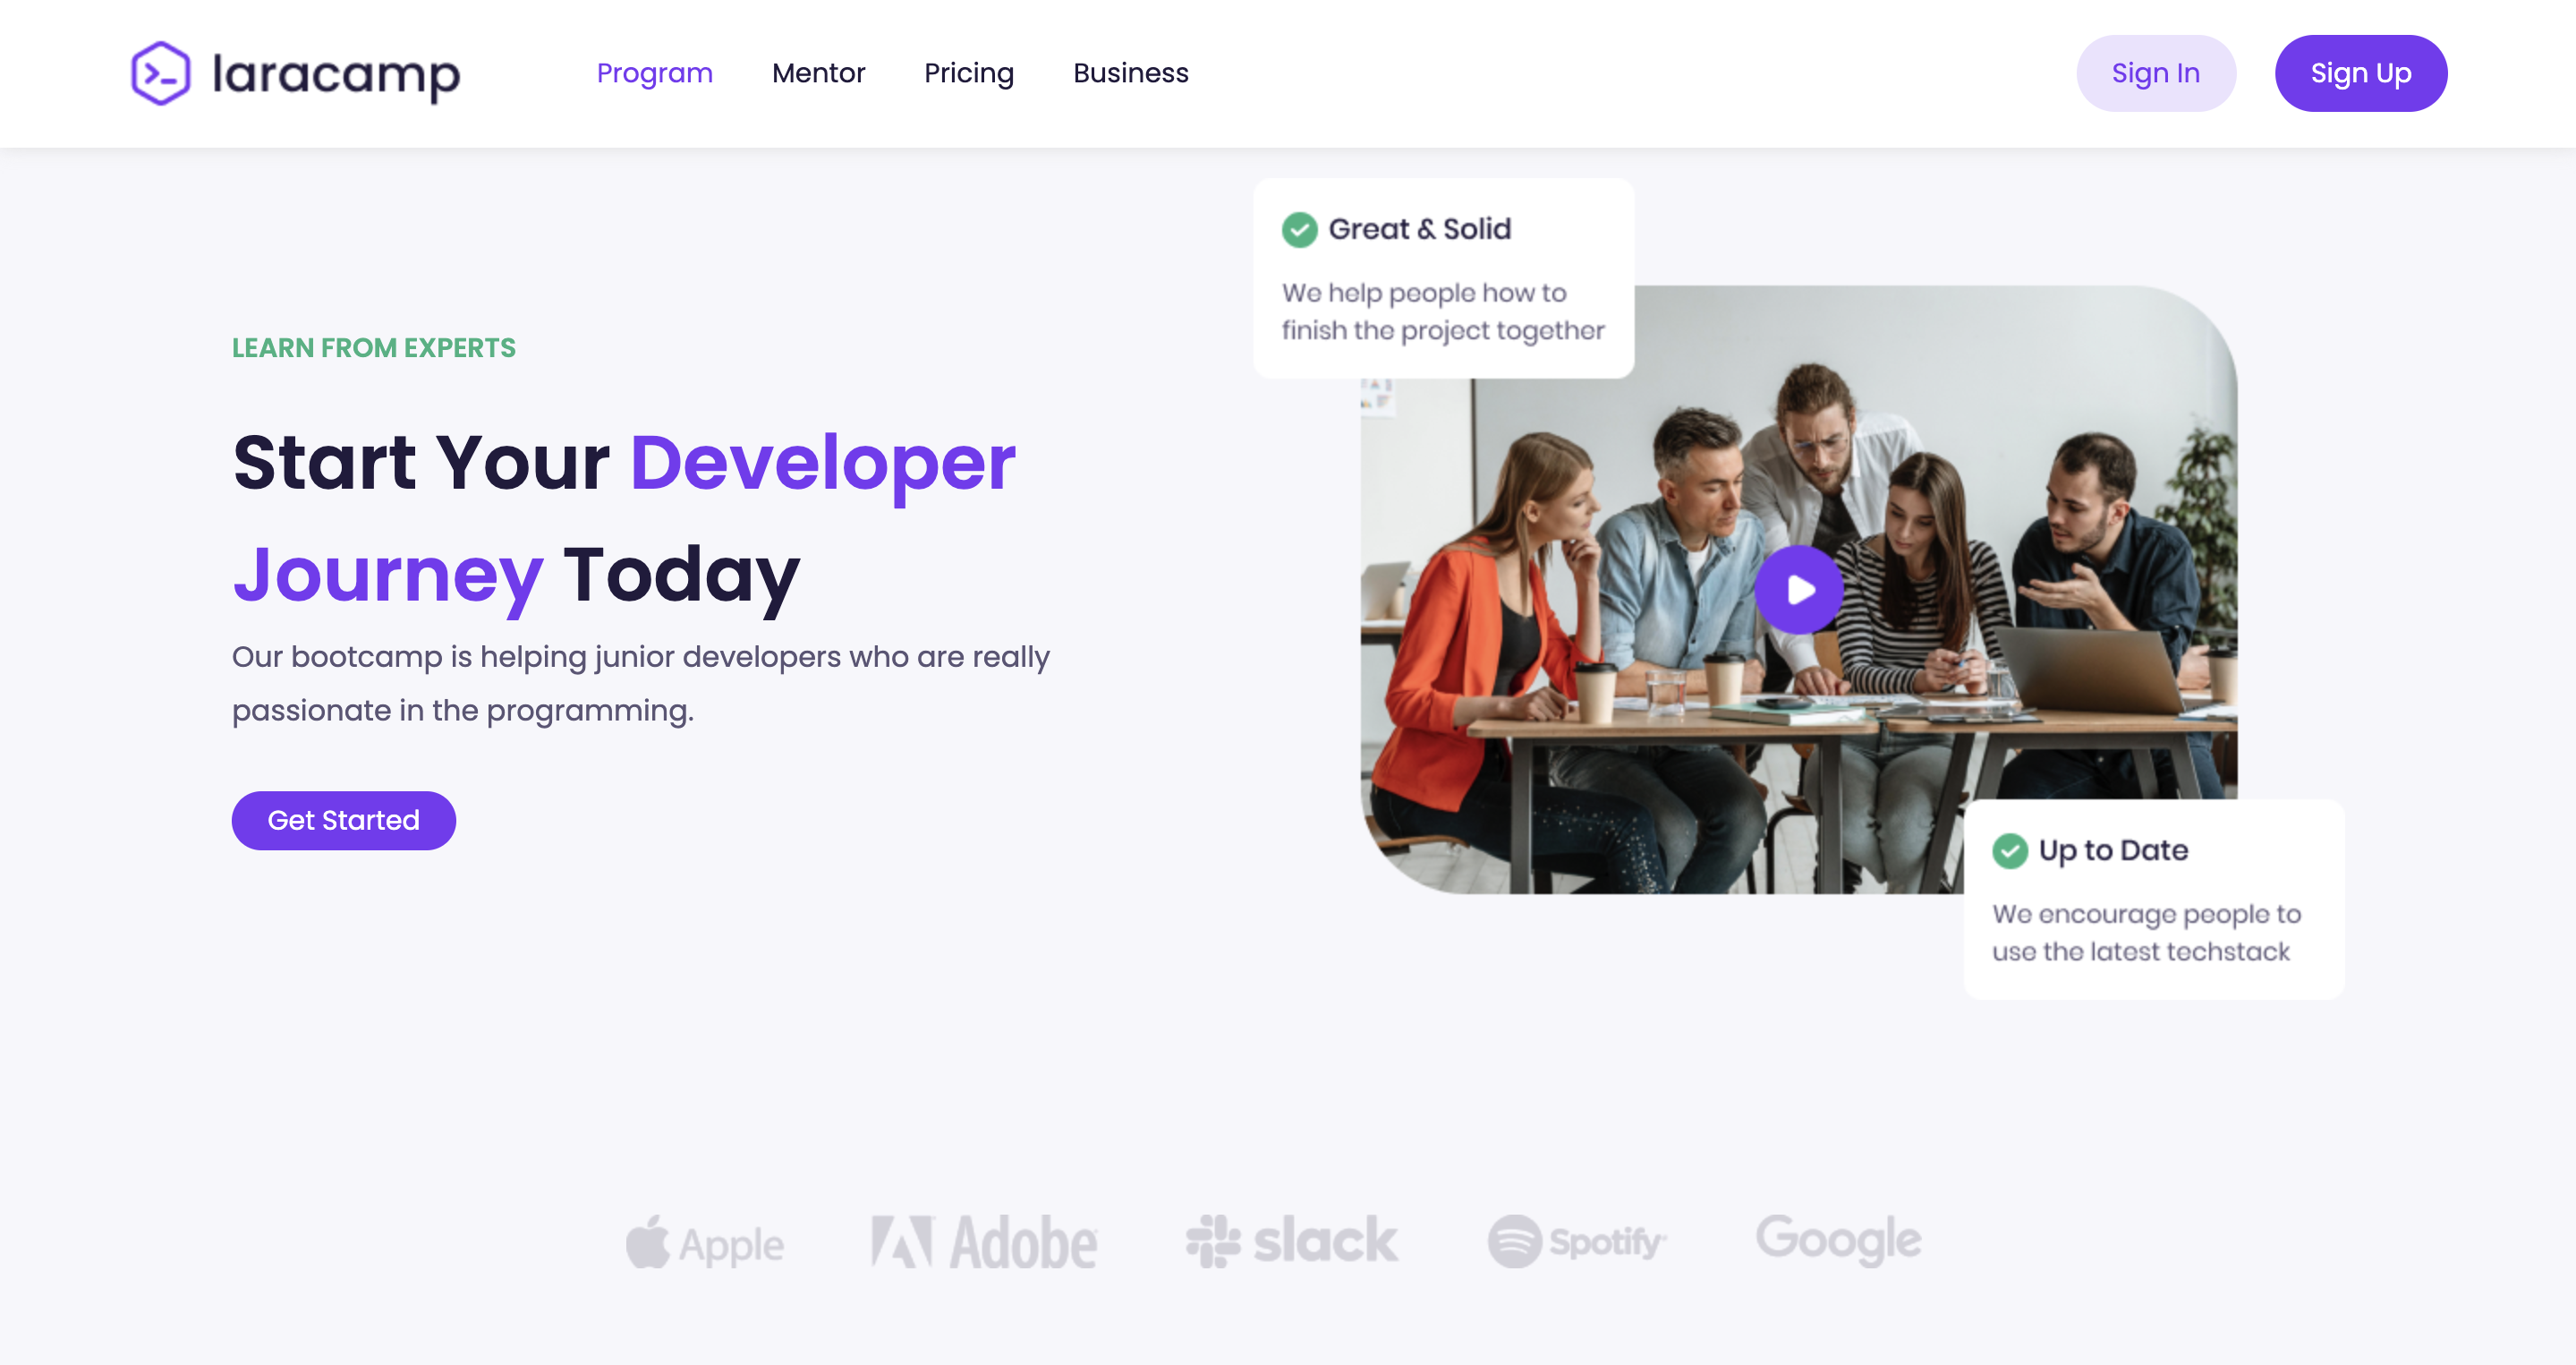 laracamp
Program
Mentor
Pricing
Business
Sign In
Sign Up
LEARN FROM EXPERTS
Start Your Developer
Journey Today
Our bootcamp is helping junior developers who are really
passionate in the programming.
Get Started
Great & Solid
We help people how to
finish the project together
Up to Date
We encourage people to
use the latest techstack
Apple
Adobe
slack
Spotify
Google